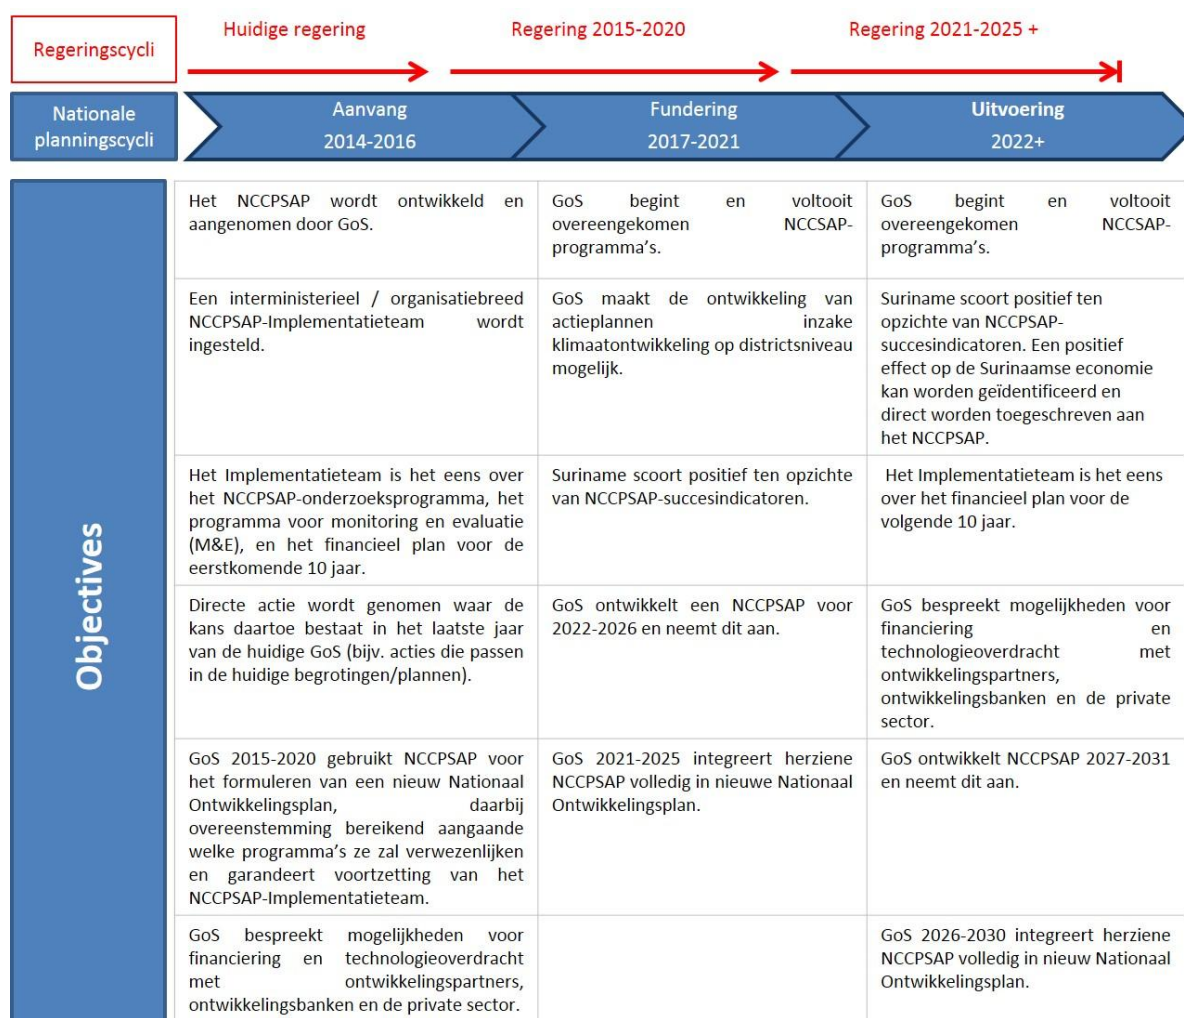 Regeringscycli
Huidige regering
Regering 2015-2020
Regering 2021-2025 +
Nationale
planningscycli
Aanvang
2014-2016
Fundering
2017-2021
Uitvoering
2022+
Objectives
Het NCCPSAP wordt ontwikkeld en
aangenomen door GoS.
GoS begint en voltooit
overeengekomen NCCSAP-
programma’s.
GoS begint en voltooit
overeengekomen NCCSAP-
programma’s.
Een interministerieel / organisatiebreed
NCCPSAP-Implementatieteam wordt
ingesteld.
GoS maakt de ontwikkeling van
actieplannen inzake
klimaatontwikkeling op districtsniveau
mogelijk.
Suriname scoort positief ten
opzichte van NCCPSAP-
succesindicatoren. Een positief
effect op de Surinaamse economie
kan worden geïdentificeerd en
direct worden toegeschreven aan
het NCCPSAP.
Het Implementatieteam is het eens over
het NCCPSAP-onderzoeksprogramma, het
programma voor monitoring en evaluatie
(M&E), en het financieel plan voor de
eerstkomende 10 jaar.
Suriname scoort positief ten opzichte
van NCCPSAP-succesindicatoren.
Het Implementatieteam is het eens
over het financieel plan voor de
volgende 10 jaar.
Directe actie wordt genomen waar de
kans daartoe bestaat in het laatste jaar
van de huidige GoS (bijv. acties die passen
in de huidige begrotingen/plannen).
GoS ontwikkelt een NCCPSAP voor
2022-2026 en neemt dit aan.
GoS bespreekt mogelijkheden voor
financiering en
technologieoverdracht met
ontwikkelingspartners,
ontwikkelingsbanken en de private
sector.
GoS 2015-2020 gebruikt NCCPSAP voor
het formuleren van een nieuw Nationaal
Ontwikkelingsplan, daarbij
overeenstemming bereikend aangaande
welke programma’s ze zal verwezenlijken
en garandeert voortzetting van het
NCCPSAP-Implementatieteam.
GoS 2021-2025 integreert herziene
NCCPSAP volledig in nieuwe Nationaal
Ontwikkelingsplan.
GoS ontwikkelt NCCPSAP 2027-2031
en neemt dit aan.
GoS bespreekt mogelijkheden voor
financiering en technologieoverdracht
met ontwikkelingspartners,
ontwikkelingsbanken en de private sector.
GoS 2026-2030 integreert herziene
NCCPSAP volledig in nieuw Nationaal
Ontwikkelingsplan.